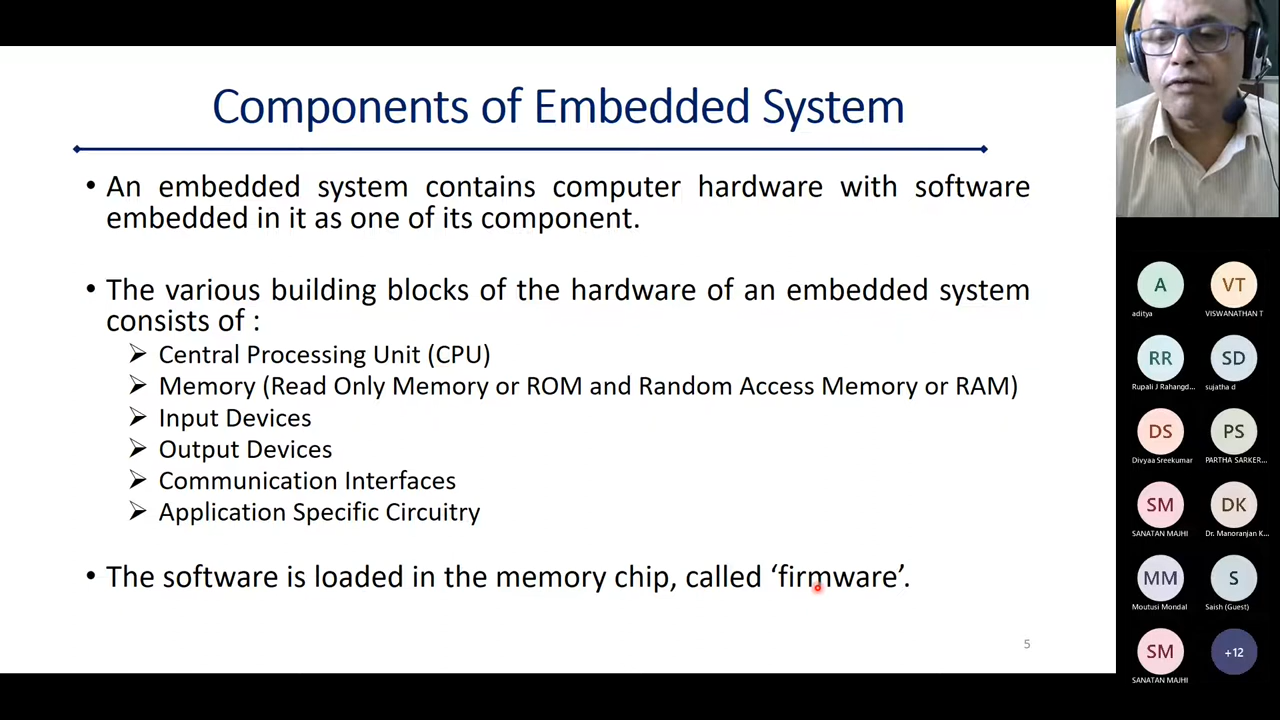 Components of Embedded System
• An embedded system contains computer hardware with software
embedded in it as one of its component.
• The various building blocks of the hardware of an embedded system
consists of :
➢ Central Processing Unit (CPU)
➢ Memory (Read Only Memory or ROM and Random Access Memory or RAM)
➢ Input Devices
➢ Output Devices
➢ Communication Interfaces
➢ Application Specific Circuitry
• The software is loaded in the memory chip, called ‘firmware’.
5
A VT
aditya VISWANATHAN T
RR SD
Rupali J Rahangd... sujatha d
DS PS
Divyaa Sreekumar PARTHA SARKER...
SM DK
SANATAN MAJHI Dr. Manoranjan K...
MM S
Moutusi Mondal Saish (Guest)
SM +12
SANATAN MAJHI